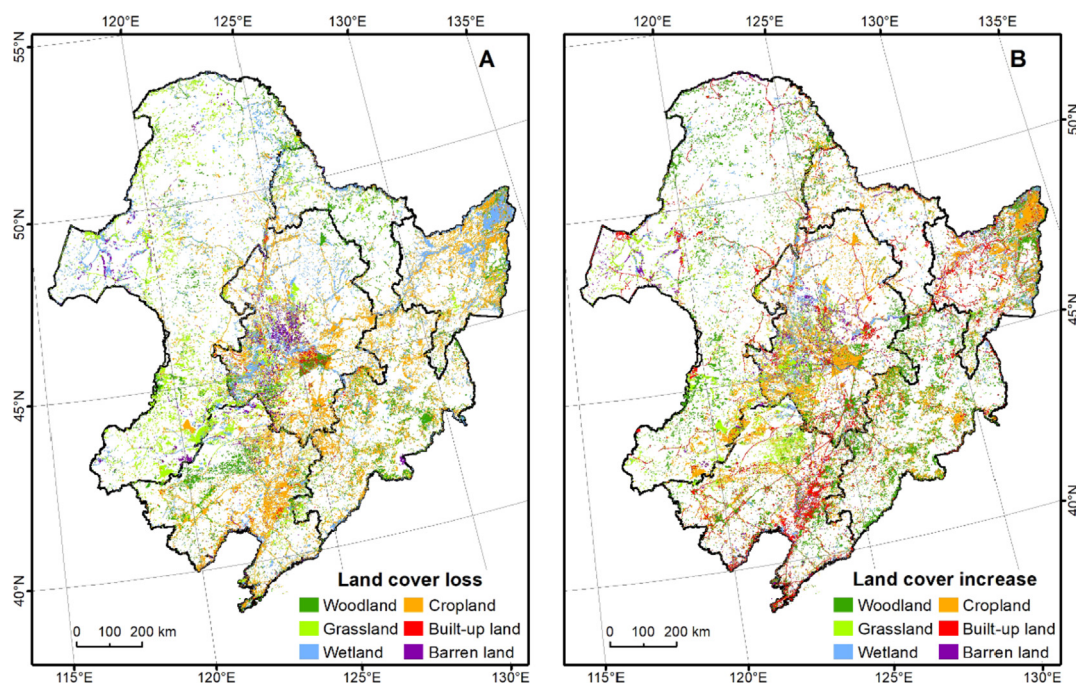 120°E 125°E 130°E 135°E
120°E 125°E 130°E 135°E
A
B
55°N
50°N
45°N
40°N
50°N
45°N
40°N
Land cover loss
Woodland Cropland
Grassland Built-up land
Wetland Barren land
0 100 200 km
Land cover increase
Woodland Cropland
Grassland Built-up land
Wetland Barren land
0 100 200 km
115°E 120°E 125°E 130°E
115°E 120°E 125°E 130°E